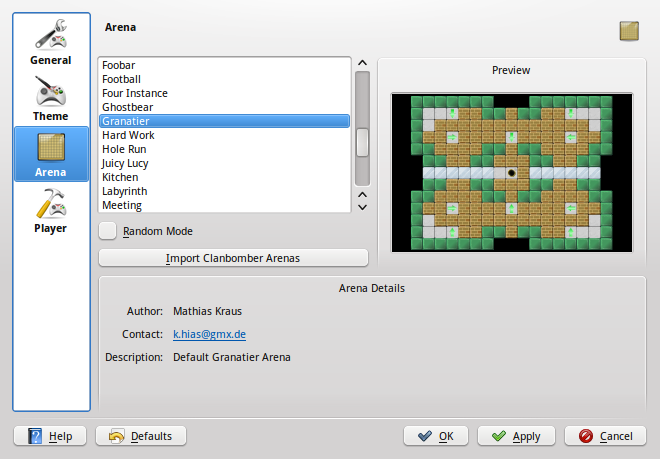 General
Theme
Arena
Player
Arena
Foobar
Football
Four Instance
Ghostbear
Granatier
Hard Work
Hole Run
Juicy Lucy
Kitchen
Labyrinth
Meeting
Random Mode
Import Clanbomber Arenas
Preview
Arena Details
Author: Mathias Kraus
Contact: k.hias@gmx.de
Description: Default Granatier Arena
Help
Defaults
OK
Apply
Cancel